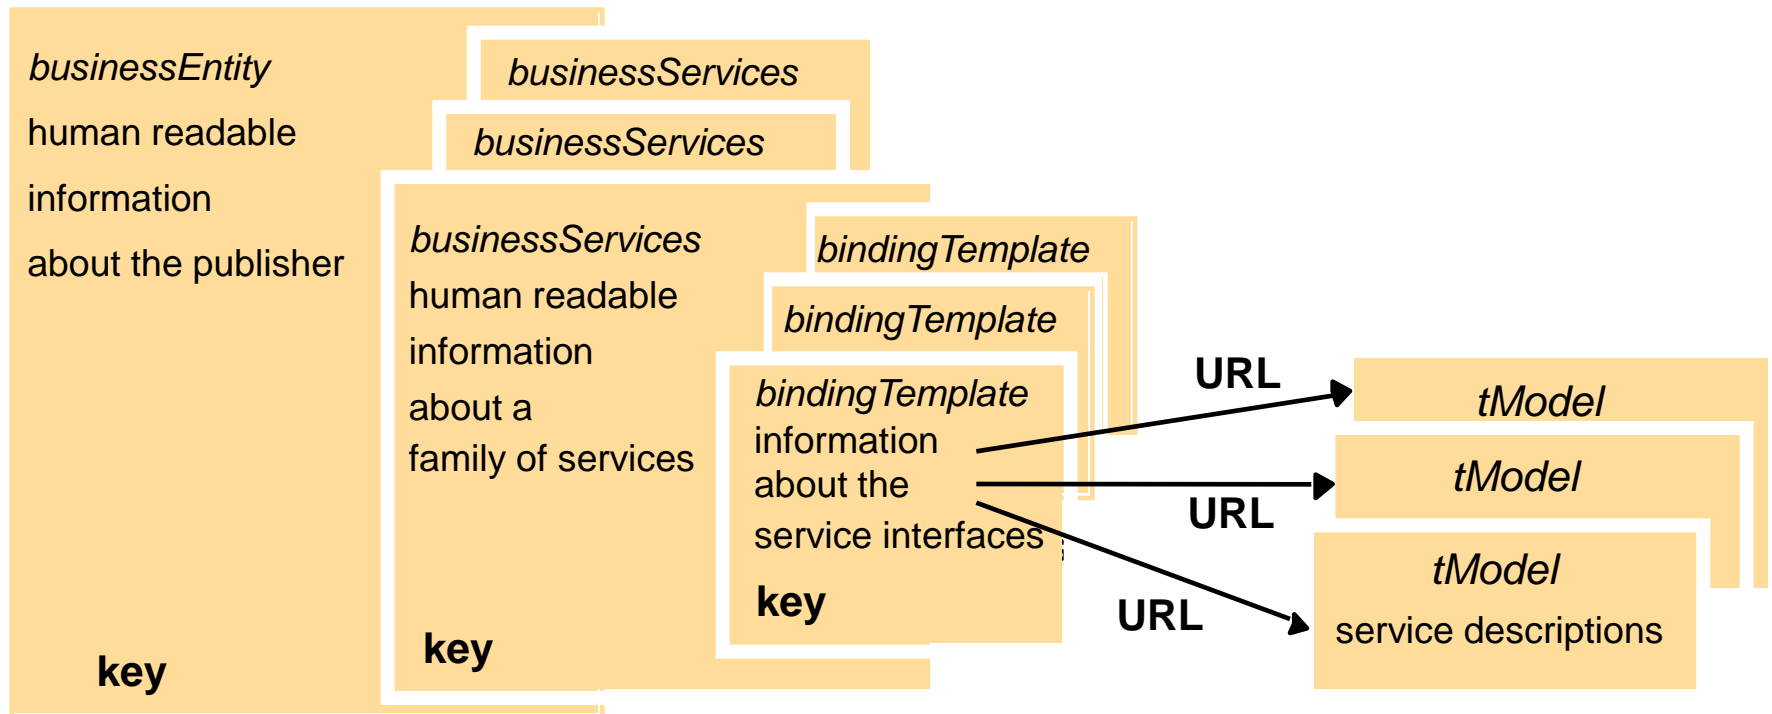 businessEntity
human readable
information
about the publisher
key
businessServices
businessServices
businessServices
human readable
information
about a
family of services
key
bindingTemplate
bindingTemplate
bindingTemplate
information
about the
service interfaces
key
URL
URL
URL
tModel
tModel
tModel
service descriptions